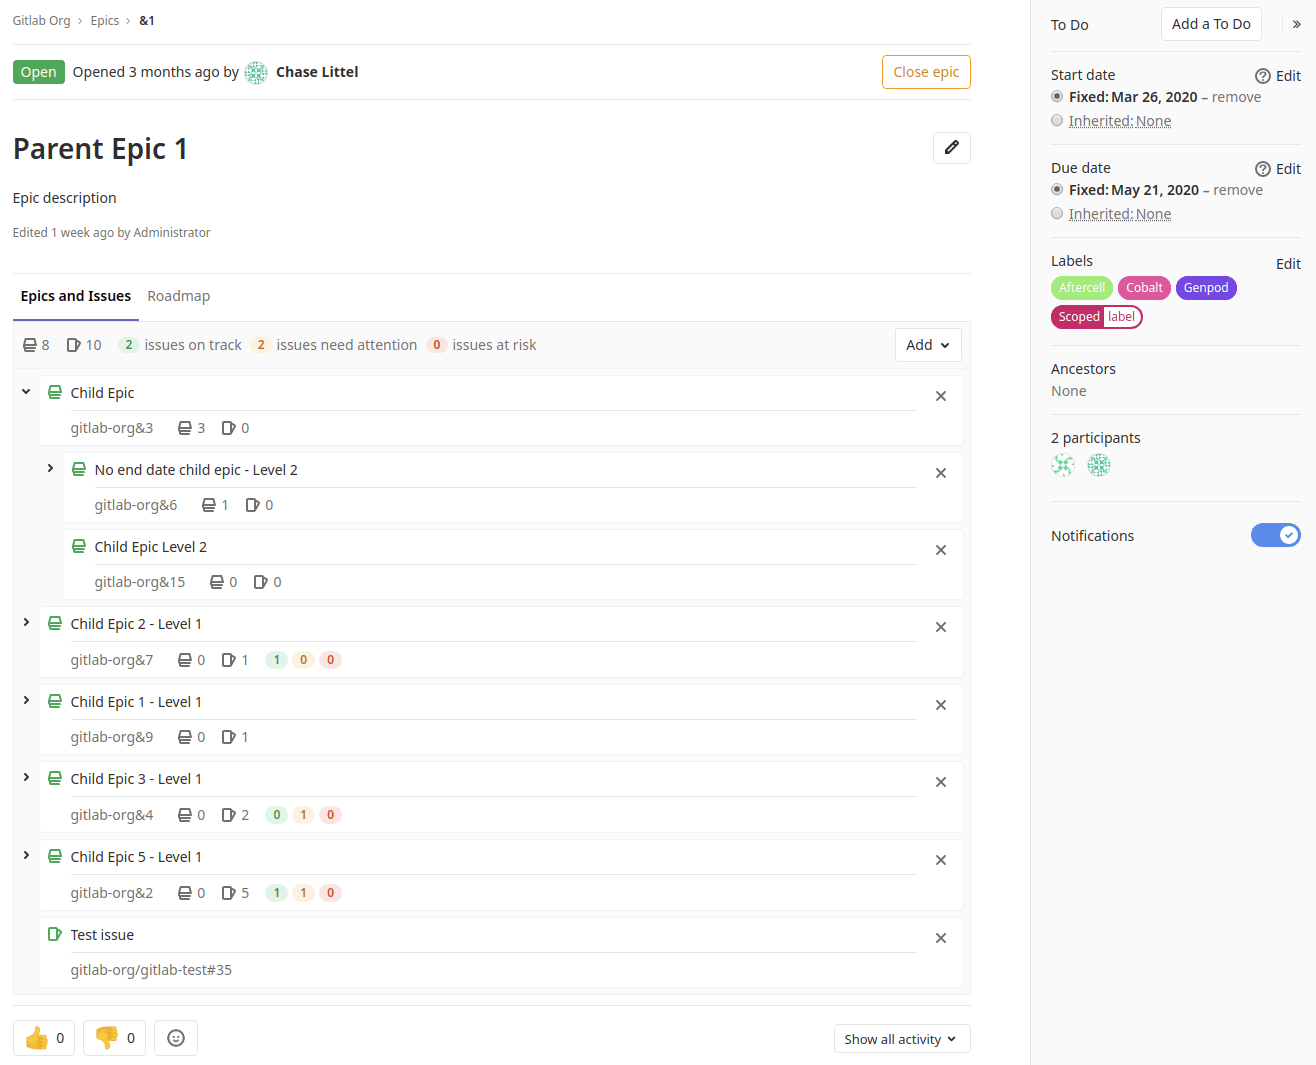 Gitlab Org › Epics › &1
Open Opened 3 months ago by Chase Littel Close epic
Parent Epic 1
Epic description
Edited 1 week ago by Administrator
Epics and Issues Roadmap
8 10 2 issues on track 2 issues need attention 0 issues at risk Add
Child Epic
gitlab-org&3 3 0
No end date child epic - Level 2
gitlab-org&6 1 0
Child Epic Level 2
gitlab-org&15 0 0
Child Epic 2 - Level 1
gitlab-org&7 0 1 1 0 0
Child Epic 1 - Level 1
gitlab-org&9 0 1
Child Epic 3 - Level 1
gitlab-org&4 0 2 0 1 0
Child Epic 5 - Level 1
gitlab-org&2 0 5 1 1 0
Test issue
gitlab-org/gitlab-test#35
0 0 Show all activity
To Do Add a To Do »
Start date Edit
Fixed: Mar 26, 2020 – remove
Inherited: None
Due date Edit
Fixed: May 21, 2020 – remove
Inherited: None
Labels Edit
Aftercell Cobalt Genpod
Scoped label
Ancestors
None
2 participants
Notifications